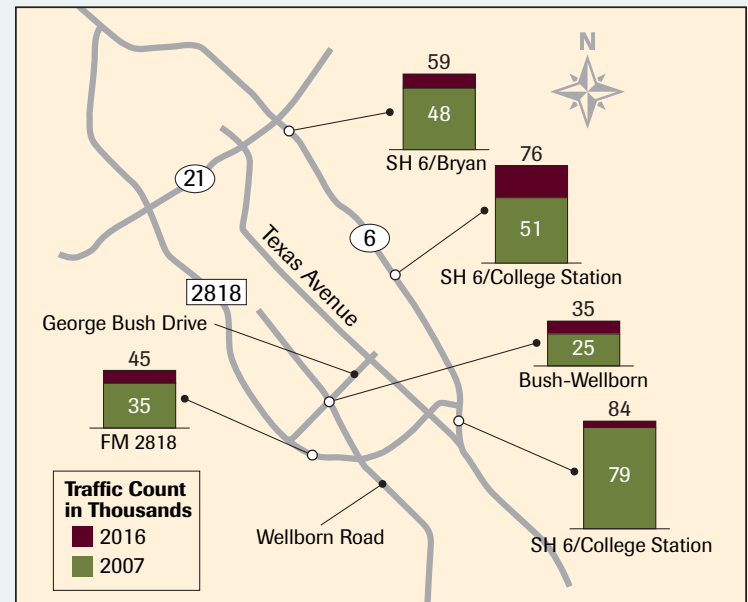 N
59
48
SH 6/Bryan
76
51
SH 6/College Station
21
6
Texas Avenue
2818
George Bush Drive
35
25
Bush-Wellborn
45
35
FM 2818
84
79
SH 6/College Station
Wellborn Road
Traffic Count
in Thousands
2016
2007